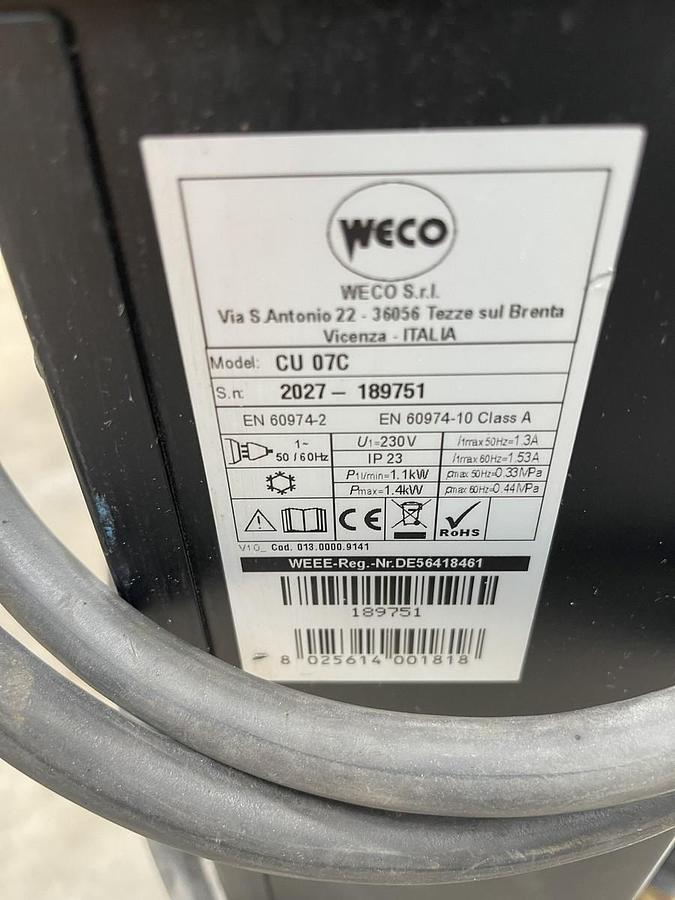 WECO
WECO S.r.l.
Via S.Antonio 22 - 36056 Tezze sul Brenta
Vicenza - ITALIA
Model: CU 07C
S.n: 2027- 189751
EN 60974-2 EN 60974-10 Class A
1~
50 / 60Hz
U1=230V
I1max 50Hz=1.3A
IP 23
I1max 60Hz=1.53A
P1l/min=1.1kW
pmax 50Hz=0.33MPa
Pmax=1.4kW
pmax 60Hz=0.44MPa
CE
RoHS
V1.0_ Cod. 013.0000.9141
WEEE-Reg.-Nr.DE56418461
189751
8 025614 001818